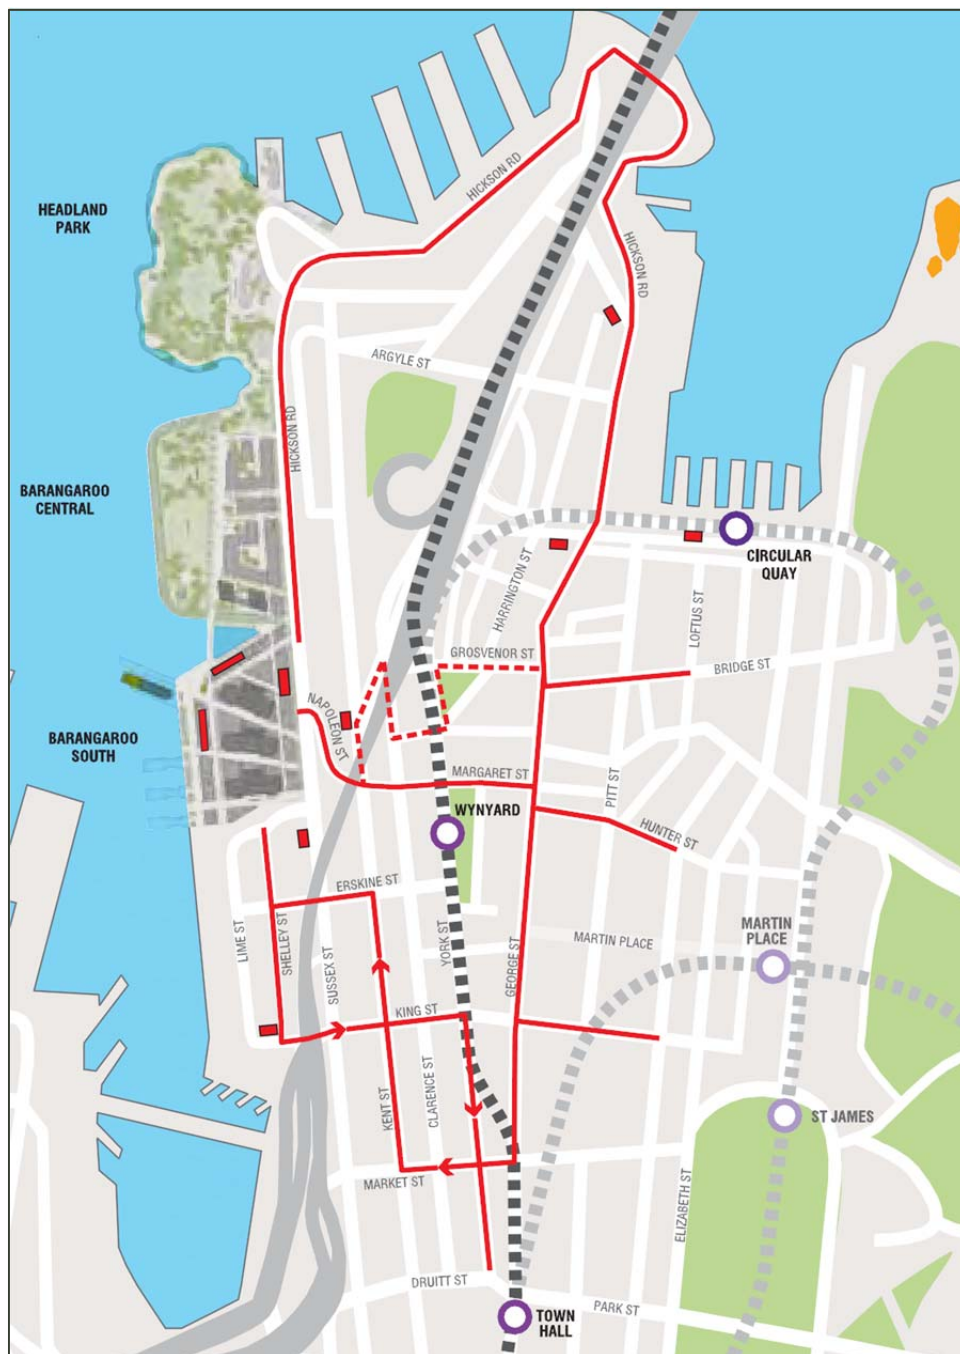 HICKSON RD
HEADLAND
PARK
HICKSON RD
ARGYLE ST
HICKSON RD
BARANGAROO
CENTRAL
CIRCULAR
QUAY
HARRINGTON ST
LOFTUS ST
GROSVENOR ST
BRIDGE ST
NAPOLEON ST
BARANGAROO
SOUTH
MARGARET ST
PITT ST
WYNYARD
HUNTER ST
ERSKINE ST
LIME ST
SHELLEY ST
SUSSEX ST
YORK ST
GEORGE ST
MARTIN PLACE
MARTIN
PLACE
KING ST
KENT ST
CLARENCE ST
ST JAMES
MARKET ST
ELIZABETH ST
DRUITT ST
PARK ST
TOWN
HALL